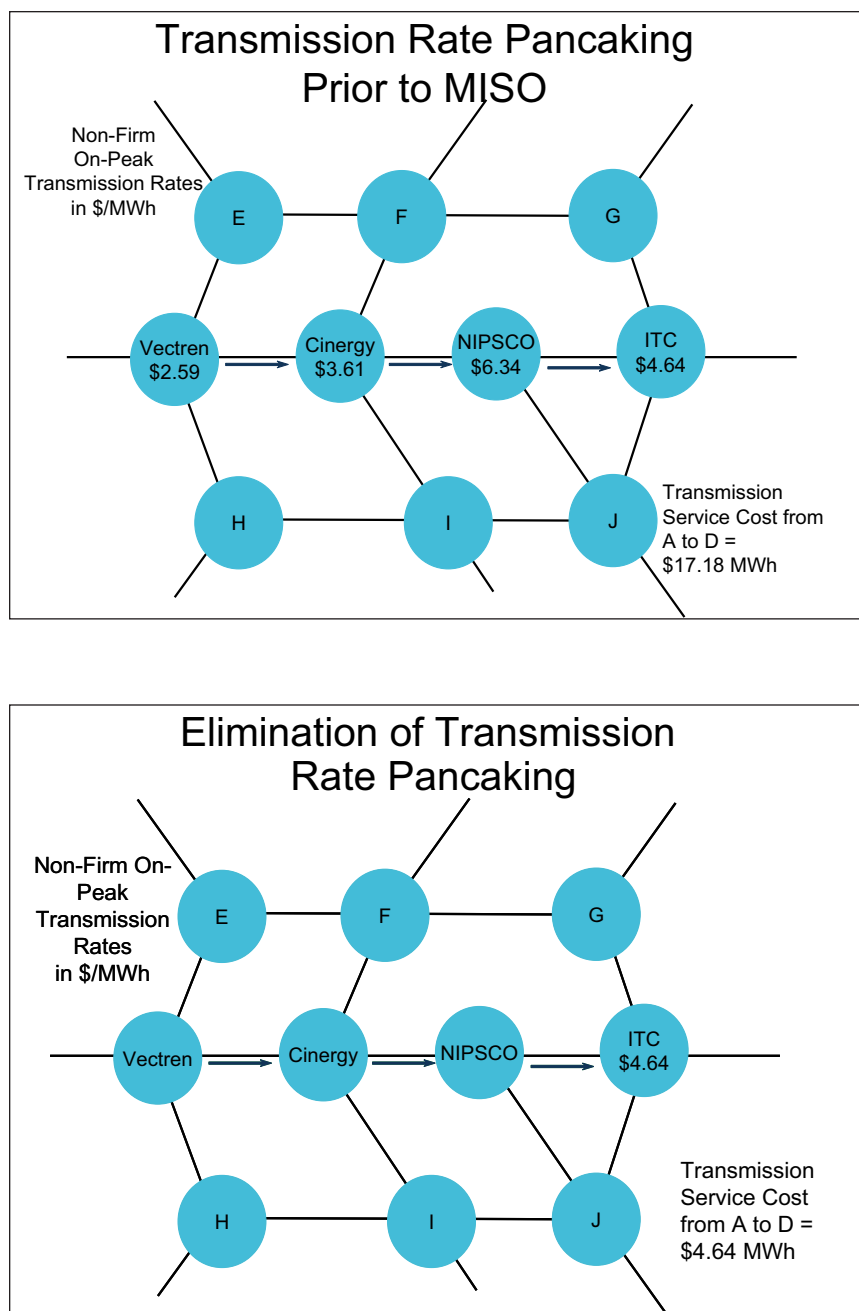 Transmission Rate Pancaking
Prior to MISO
Non-Firm
On-Peak
Transmission Rates
in $/MWh
E
F
G
Vectren
$2.59
Cinergy
$3.61
NIPSCO
$6.34
ITC
$4.64
H
I
J
Transmission
Service Cost from
A to D =
$17.18 MWh
Elimination of Transmission
Rate Pancaking
Non-Firm On-
Peak
Transmission
Rates
in $/MWh
E
F
G
Vectren
Cinergy
NIPSCO
ITC
$4.64
H
I
J
Transmission
Service Cost
from A to D =
$4.64 MWh